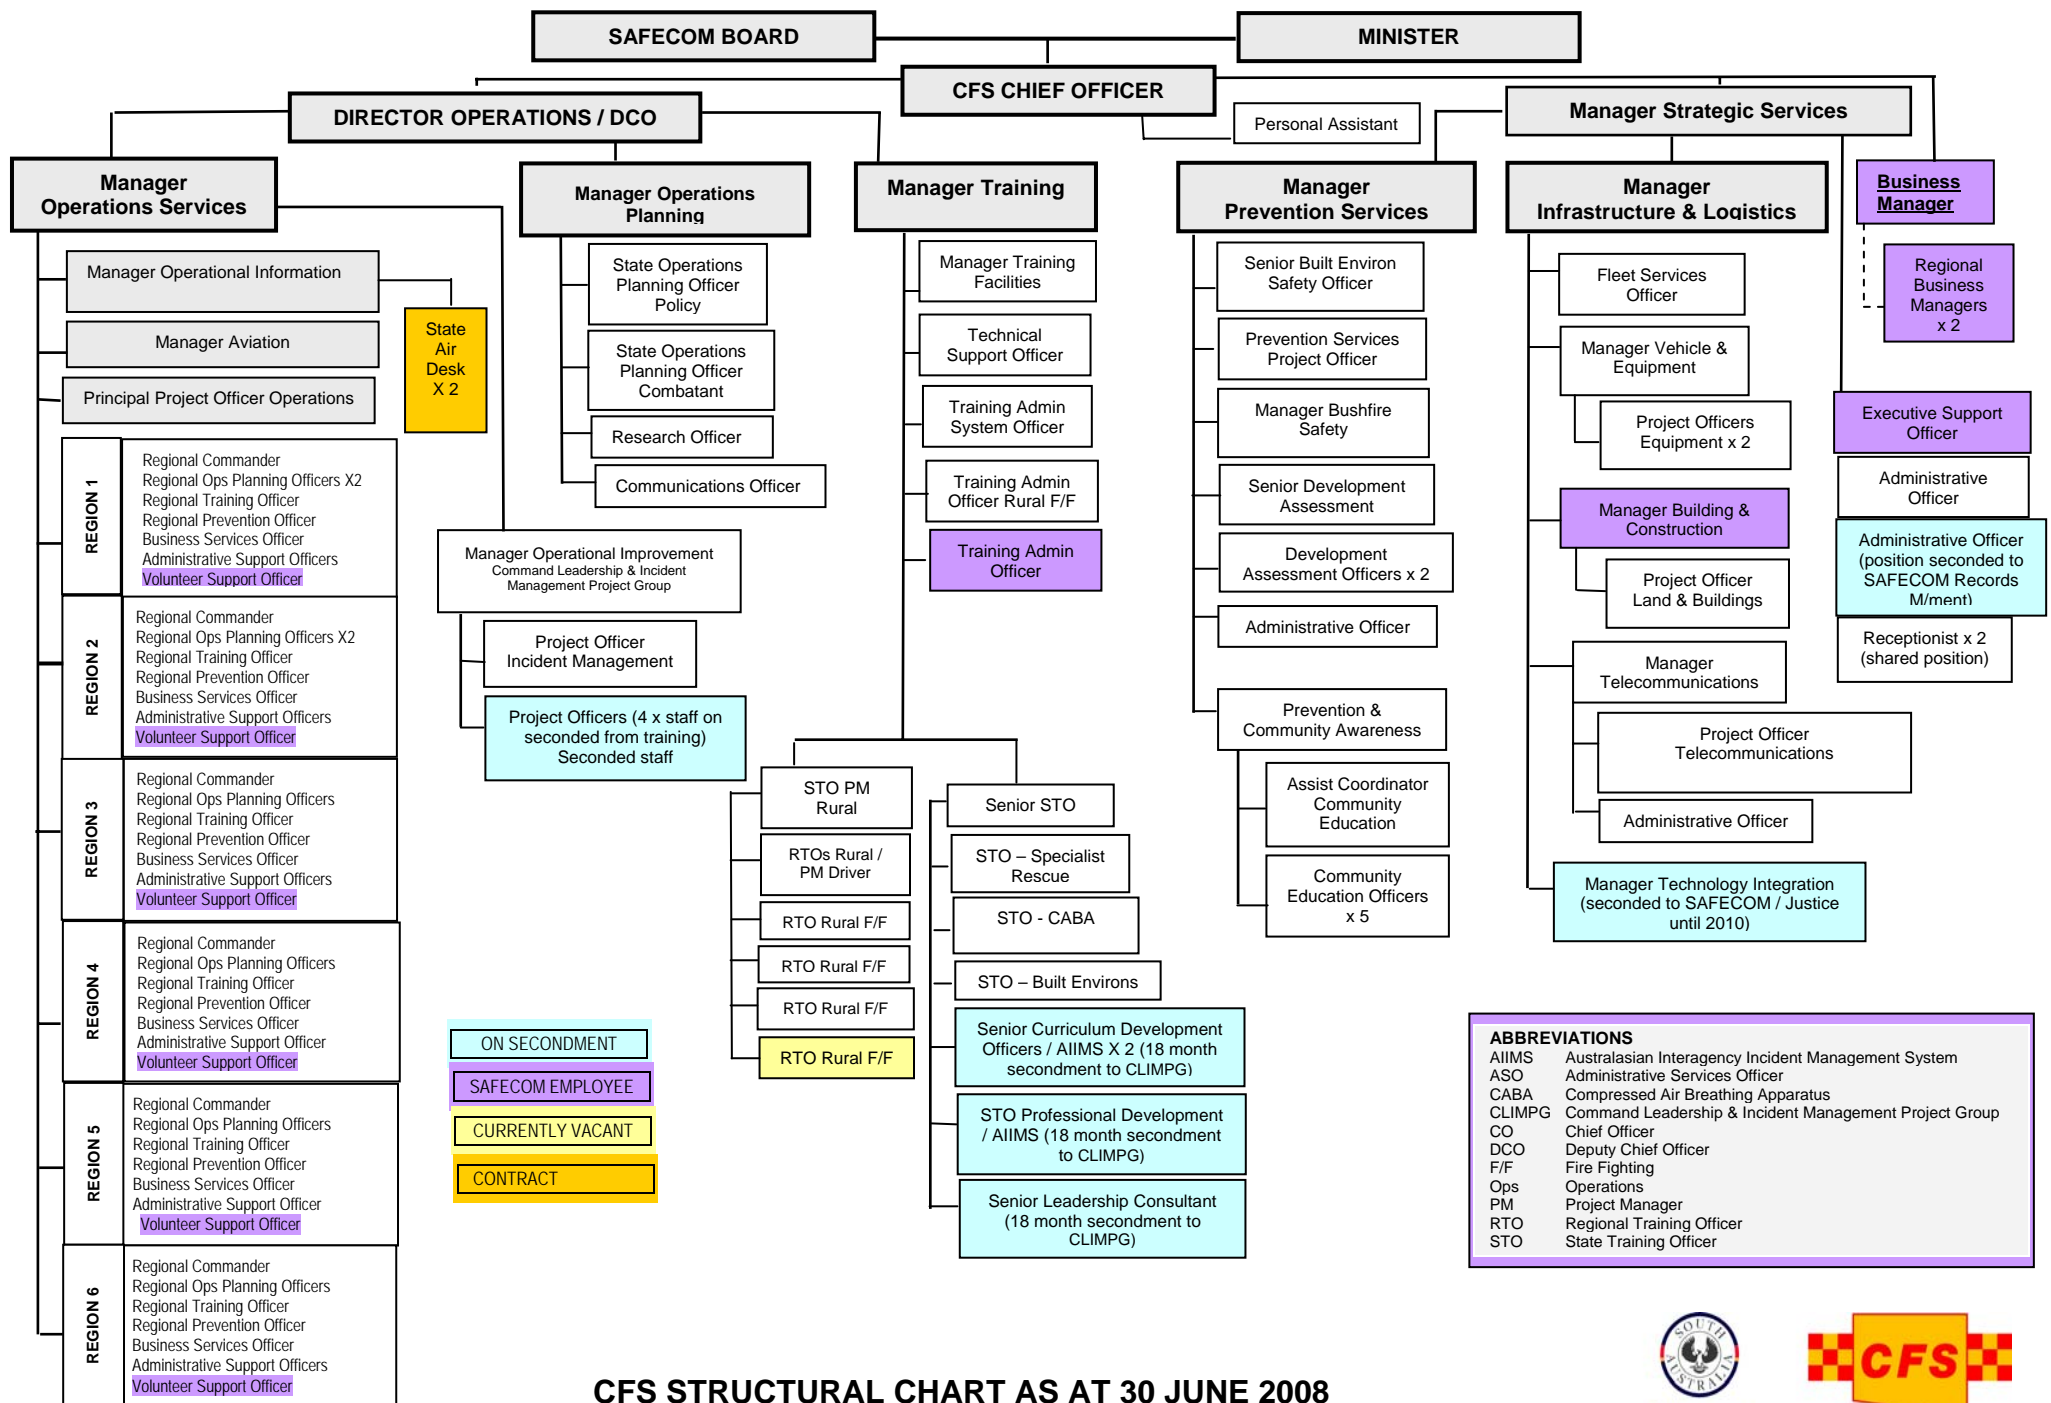 SAFECOM BOARD
MINISTER
CFS CHIEF OFFICER
DIRECTOR OPERATIONS / DCO
Personal Assistant
Manager Strategic Services
Manager
Operations Services
Manager Operations
Planning
Manager Training
Manager
Prevention Services
Manager
Infrastructure & Logistics
Business
Manager
Regional
Business
Managers
x 2
Manager Operational Information
Manager Aviation
Principal Project Officer Operations
State
Air
Desk
X 2
REGION 1
Regional Commander
Regional Ops Planning Officers X2
Regional Training Officer
Regional Prevention Officer
Business Services Officer
Administrative Support Officers
Volunteer Support Officer
REGION 2
Regional Commander
Regional Ops Planning Officers X2
Regional Training Officer
Regional Prevention Officer
Business Services Officer
Administrative Support Officers
Volunteer Support Officer
REGION 3
Regional Commander
Regional Ops Planning Officers
Regional Training Officer
Regional Prevention Officer
Business Services Officer
Administrative Support Officers
Volunteer Support Officer
REGION 4
Regional Commander
Regional Ops Planning Officers
Regional Training Officer
Regional Prevention Officer
Business Services Officer
Administrative Support Officer
Volunteer Support Officer
REGION 5
Regional Commander
Regional Ops Planning Officers
Regional Training Officer
Regional Prevention Officer
Business Services Officer
Administrative Support Officer
Volunteer Support Officer
REGION 6
Regional Commander
Regional Ops Planning Officers
Regional Training Officer
Regional Prevention Officer
Business Services Officer
Administrative Support Officers
Volunteer Support Officer
State Operations
Planning Officer
Policy
State Operations
Planning Officer
Combatant
Research Officer
Communications Officer
Manager Operational Improvement
Command Leadership & Incident
Management Project Group
Project Officer
Incident Management
Project Officers (4 x staff on
seconded from training)
Seconded staff
Manager Training
Facilities
Technical
Support Officer
Training Admin
System Officer
Training Admin
Officer Rural F/F
Training Admin
Officer
STO PM
Rural
RTOs Rural /
PM Driver
RTO Rural F/F
RTO Rural F/F
RTO Rural F/F
RTO Rural F/F
Senior STO
STO – Specialist
Rescue
STO - CABA
STO – Built Environs
Senior Curriculum Development
Officers / AIIMS X 2 (18 month
secondment to CLIMPG)
STO Professional Development
/ AIIMS (18 month secondment
to CLIMPG)
Senior Leadership Consultant
(18 month secondment to
CLIMPG)
Senior Built Environ
Safety Officer
Prevention Services
Project Officer
Manager Bushfire
Safety
Senior Development
Assessment
Development
Assessment Officers x 2
Administrative Officer
Prevention &
Community Awareness
Assist Coordinator
Community
Education
Community
Education Officers
x 5
Fleet Services
Officer
Manager Vehicle &
Equipment
Project Officers
Equipment x 2
Manager Building &
Construction
Project Officer
Land & Buildings
Manager
Telecommunications
Project Officer
Telecommunications
Administrative Officer
Manager Technology Integration
(seconded to SAFECOM / Justice
until 2010)
Executive Support
Officer
Administrative
Officer
Administrative Officer
(position seconded to
SAFECOM Records
M/ment)
Receptionist x 2
(shared position)
ON SECONDMENT
SAFECOM EMPLOYEE
CURRENTLY VACANT
CONTRACT
ABBREVIATIONS
AIIMS Australasian Interagency Incident Management System
ASO Administrative Services Officer
CABA Compressed Air Breathing Apparatus
CLIMPG Command Leadership & Incident Management Project Group
CO Chief Officer
DCO Deputy Chief Officer
F/F Fire Fighting
Ops Operations
PM Project Manager
RTO Regional Training Officer
STO State Training Officer
SOUTH AUSTRALIA
CFS
CFS STRUCTURAL CHART AS AT 30 JUNE 2008